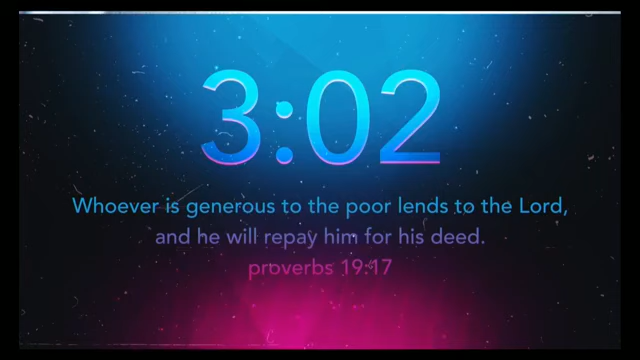 3:02
Whoever is generous to the poor lends to the Lord,
and he will repay him for his deed.
proverbs 19:17